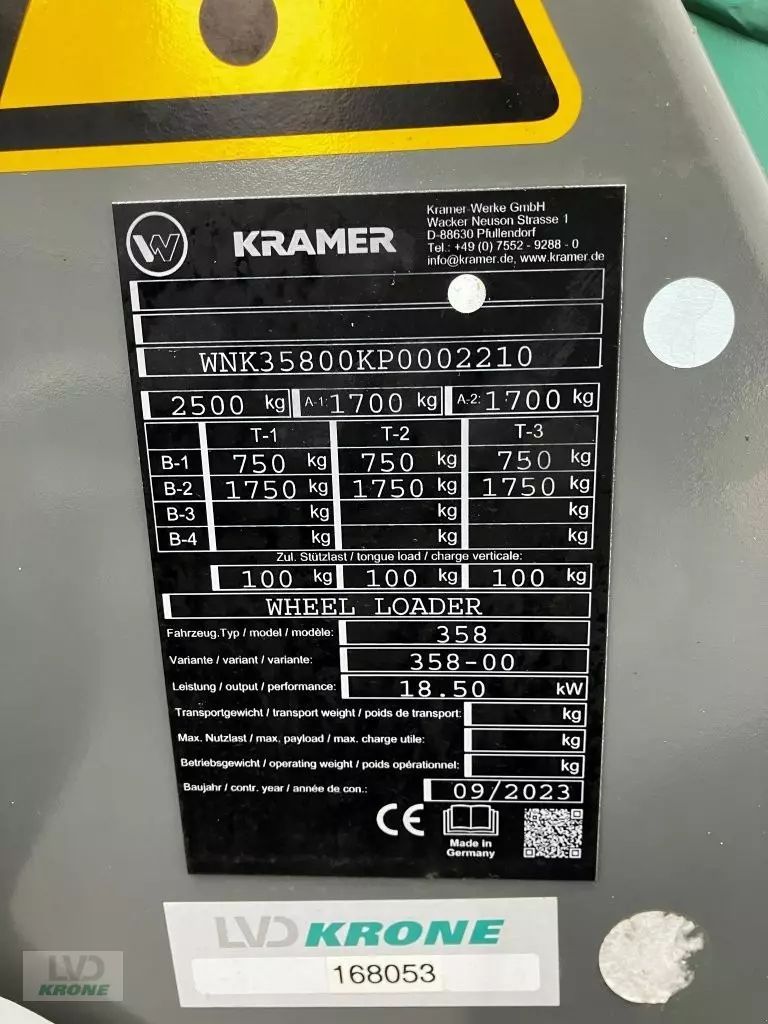 KRAMER
Kramer-Werke GmbH
Wacker Neuson Strasse 1
D-88630 Pfullendorf
Tel.: +49 (0) 7552 - 9288 - 0
info@kramer.de, www.kramer.de
WNK35800KP0002210
2500 kg A-1: 1700 kg A-2: 1700 kg
T-1 T-2 T-3
B-1 750 kg 750 kg 750 kg
B-2 1750 kg 1750 kg 1750 kg
B-3 kg kg kg
B-4 kg kg kg
Zul. Stützlast / tongue load / charge verticale:
100 kg 100 kg 100 kg
WHEEL LOADER
Fahrzeug.Typ / model / modèle: 358
Variante / variant / variante: 358-00
Leistung / output / performance: 18.50 kW
Transportgewicht / transport weight / poids de transport: kg
Max. Nutzlast / max. payload / max. charge utile: kg
Betriebsgewicht / operating weight / poids opérationnel: kg
Baujahr / contr. year / année de con.: 09/2023
CE
Made in
Germany
LVD KRONE
168053
LVD
KRONE